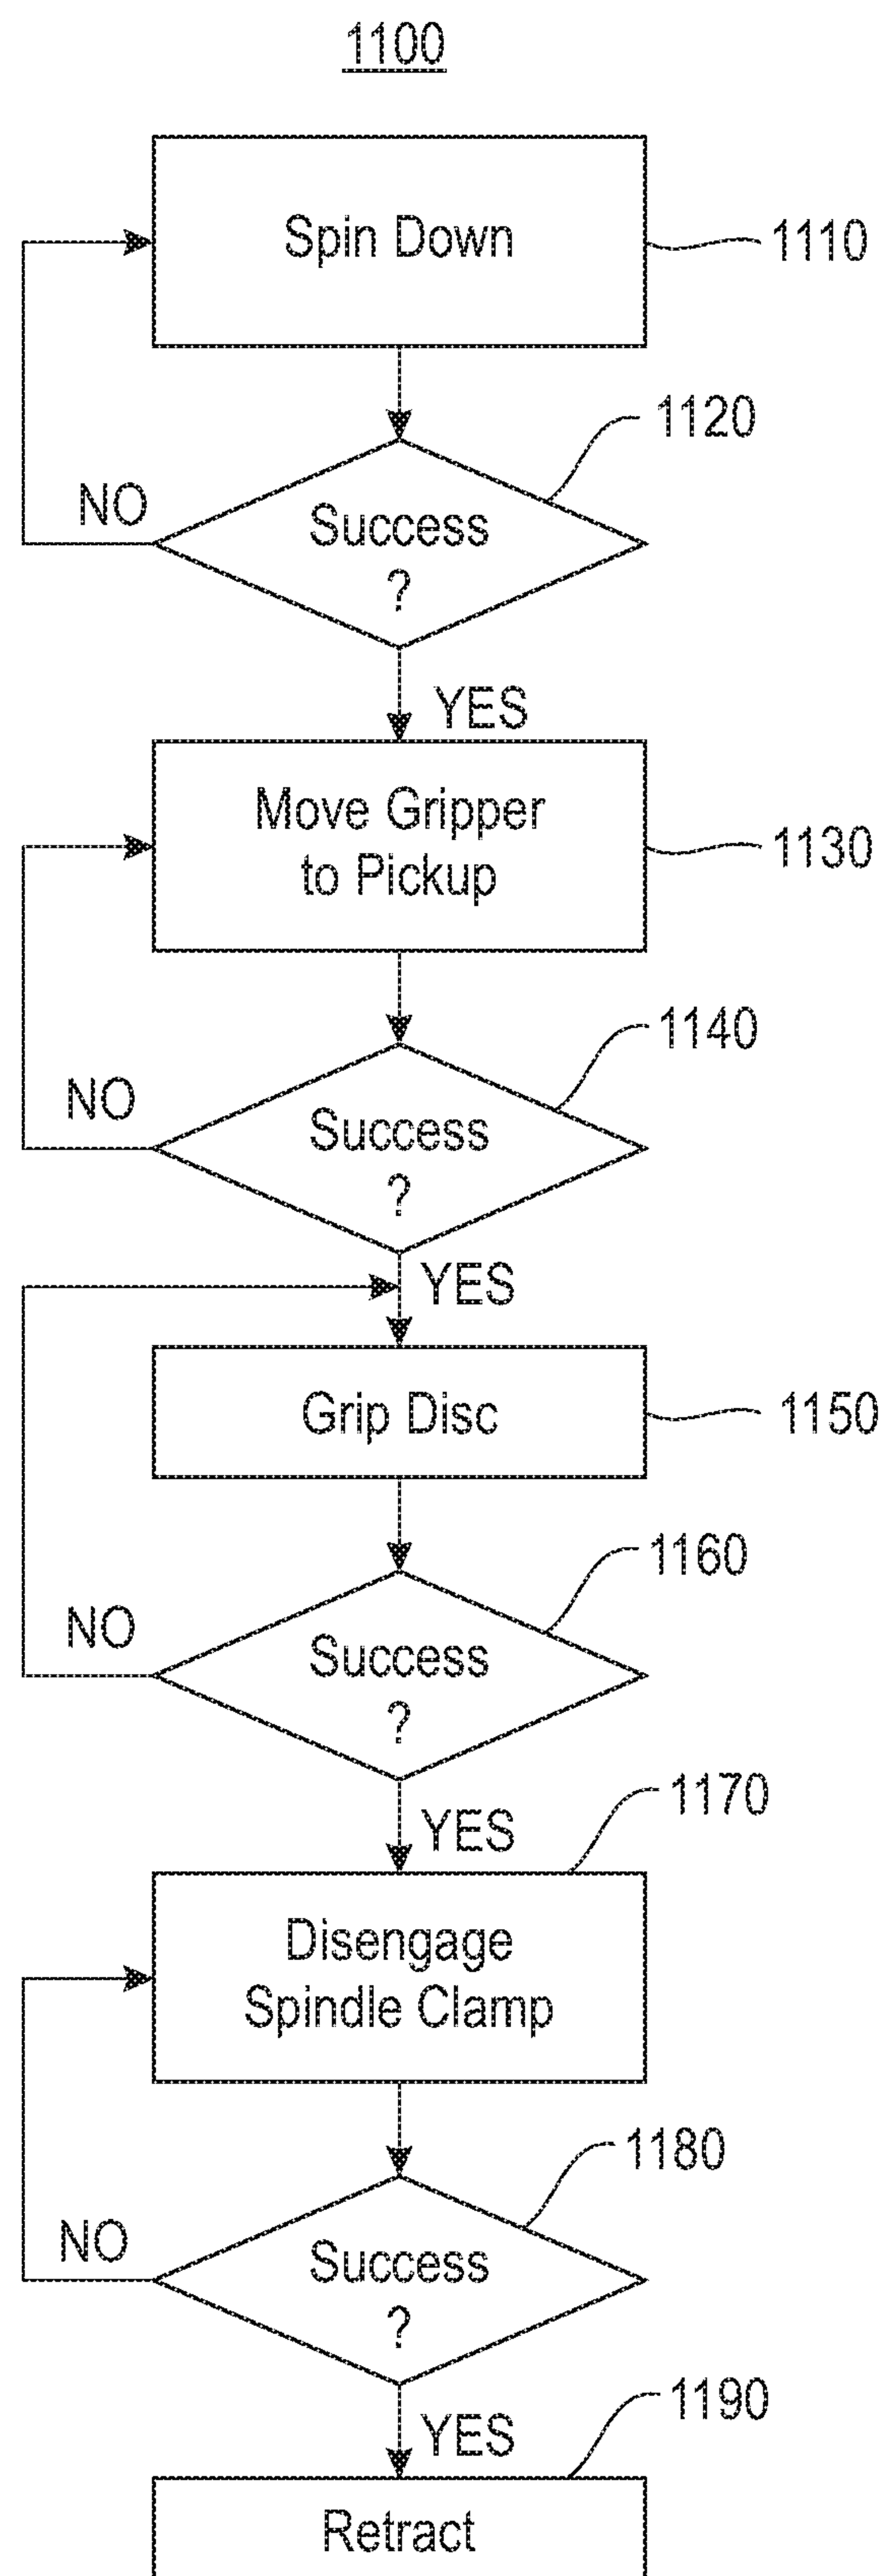 1100
Spin Down
1110
1120
NO
Success
?
YES
Move Gripper
to Pickup
1130
1140
NO
Success
?
YES
Grip Disc
1150
1160
NO
Success
?
YES
1170
Disengage
Spindle Clamp
1180
NO
Success
?
YES
1190
Retract